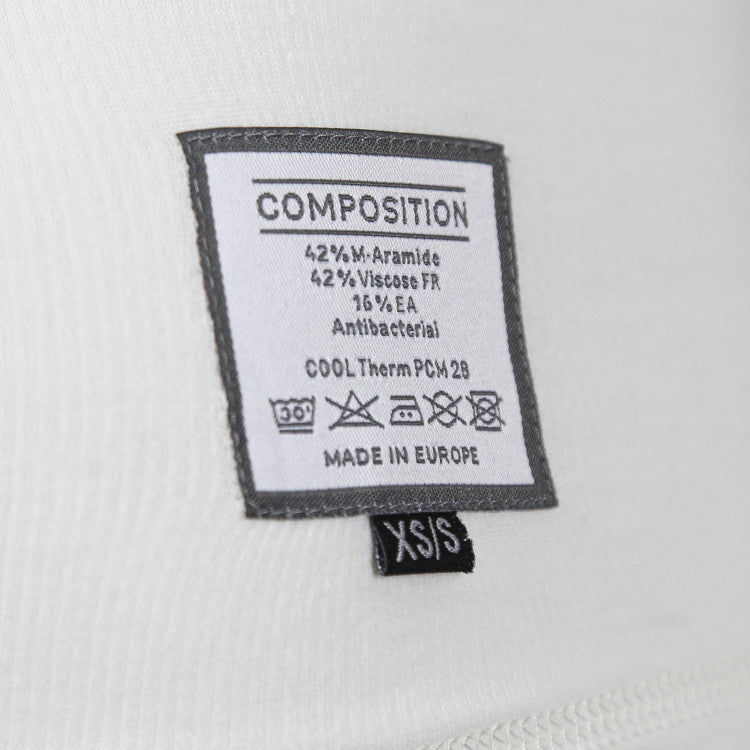 COMPOSITION
42% M-Aramide
42% Viscose FR
16% EA
Antibacterial
COOL Therm PCM 28
30°
MADE IN EUROPE
XS/S